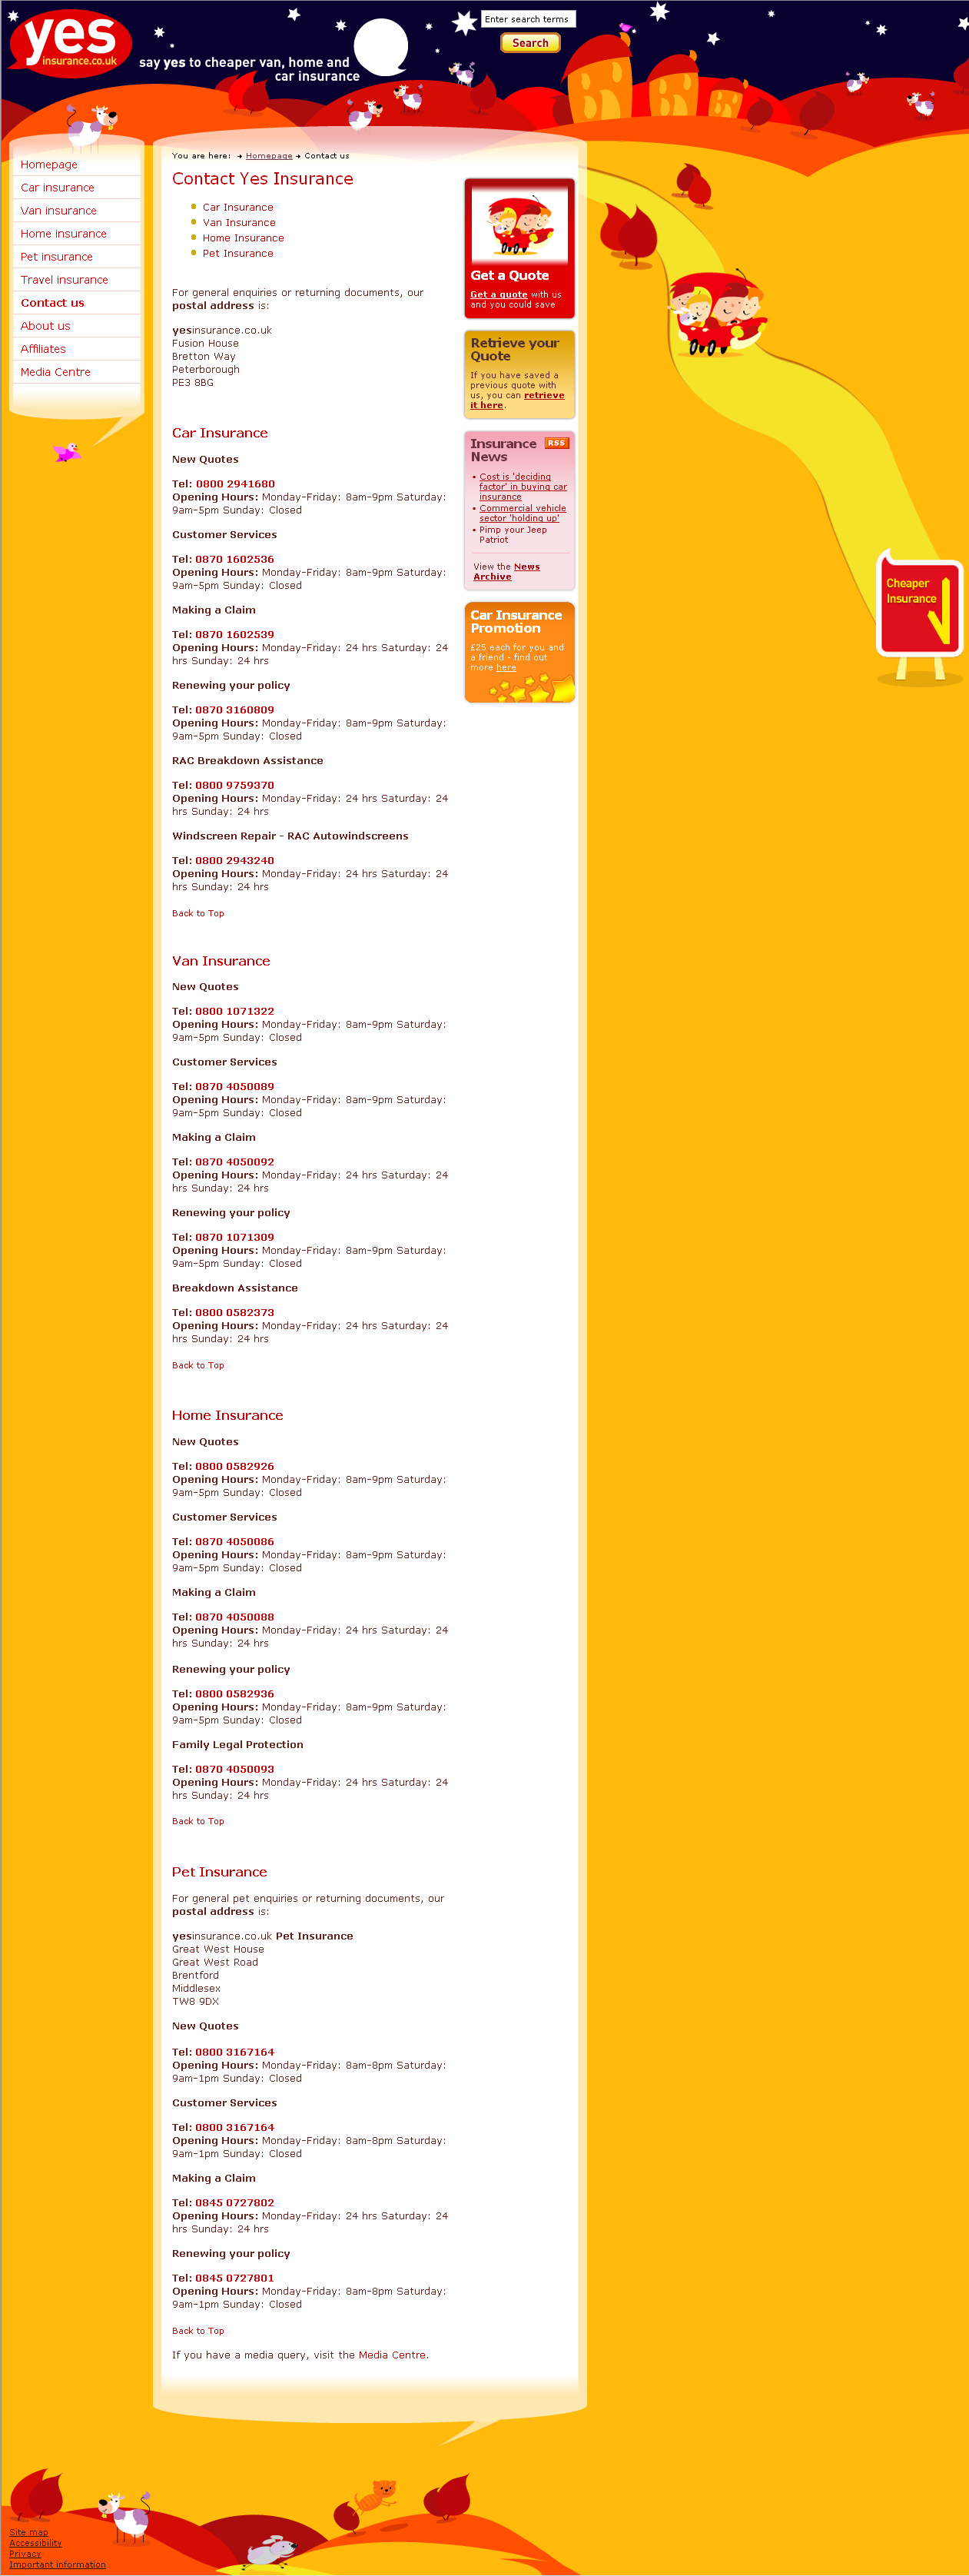 yes
insurance.co.uk
say yes to cheaper van, home and
car insurance
Enter search terms
Search
Homepage
Car insurance
Van insurance
Home insurance
Pet insurance
Travel insurance
Contact us
About us
Affiliates
Media Centre
You are here: Homepage Contact us
Contact Yes Insurance
Car Insurance
Van Insurance
Home Insurance
Pet Insurance
For general enquiries or returning documents, our
postal address is:
yesinsurance.co.uk
Fusion House
Bretton Way
Peterborough
PE3 8BG
Car Insurance
New Quotes
Tel: 0800 2941680
Opening Hours: Monday-Friday: 8am-9pm Saturday:
9am-5pm Sunday: Closed
Customer Services
Tel: 0870 1602536
Opening Hours: Monday-Friday: 8am-9pm Saturday:
9am-5pm Sunday: Closed
Making a Claim
Tel: 0870 1602539
Opening Hours: Monday-Friday: 24 hrs Saturday: 24
hrs Sunday: 24 hrs
Renewing your policy
Tel: 0870 3160809
Opening Hours: Monday-Friday: 8am-9pm Saturday:
9am-5pm Sunday: Closed
RAC Breakdown Assistance
Tel: 0800 9759370
Opening Hours: Monday-Friday: 24 hrs Saturday: 24
hrs Sunday: 24 hrs
Windscreen Repair - RAC Autowindscreens
Tel: 0800 2943240
Opening Hours: Monday-Friday: 24 hrs Saturday: 24
hrs Sunday: 24 hrs
Back to Top
Van Insurance
New Quotes
Tel: 0800 1071322
Opening Hours: Monday-Friday: 8am-9pm Saturday:
9am-5pm Sunday: Closed
Customer Services
Tel: 0870 4050089
Opening Hours: Monday-Friday: 8am-9pm Saturday:
9am-5pm Sunday: Closed
Making a Claim
Tel: 0870 4050092
Opening Hours: Monday-Friday: 24 hrs Saturday: 24
hrs Sunday: 24 hrs
Renewing your policy
Tel: 0870 1071309
Opening Hours: Monday-Friday: 8am-9pm Saturday:
9am-5pm Sunday: Closed
Breakdown Assistance
Tel: 0800 0582373
Opening Hours: Monday-Friday: 24 hrs Saturday: 24
hrs Sunday: 24 hrs
Back to Top
Home Insurance
New Quotes
Tel: 0800 0582926
Opening Hours: Monday-Friday: 8am-9pm Saturday:
9am-5pm Sunday: Closed
Customer Services
Tel: 0870 4050086
Opening Hours: Monday-Friday: 8am-9pm Saturday:
9am-5pm Sunday: Closed
Making a Claim
Tel: 0870 4050088
Opening Hours: Monday-Friday: 24 hrs Saturday: 24
hrs Sunday: 24 hrs
Renewing your policy
Tel: 0800 0582936
Opening Hours: Monday-Friday: 8am-9pm Saturday:
9am-5pm Sunday: Closed
Family Legal Protection
Tel: 0870 4050093
Opening Hours: Monday-Friday: 24 hrs Saturday: 24
hrs Sunday: 24 hrs
Back to Top
Pet Insurance
For general pet enquiries or returning documents, our
postal address is:
yesinsurance.co.uk Pet Insurance
Great West House
Great West Road
Brentford
Middlesex
TW8 9DX
New Quotes
Tel: 0800 3167164
Opening Hours: Monday-Friday: 8am-8pm Saturday:
9am-1pm Sunday: Closed
Customer Services
Tel: 0800 3167164
Opening Hours: Monday-Friday: 8am-8pm Saturday:
9am-1pm Sunday: Closed
Making a Claim
Tel: 0845 0727802
Opening Hours: Monday-Friday: 24 hrs Saturday: 24
hrs Sunday: 24 hrs
Renewing your policy
Tel: 0845 0727801
Opening Hours: Monday-Friday: 8am-8pm Saturday:
9am-1pm Sunday: Closed
Back to Top
If you have a media query, visit the Media Centre.
Get a Quote
Get a quote with us
and you could save
Retrieve your
Quote
If you have saved a
previous quote with
us, you can retrieve
it here.
Insurance RSS
News
Cost is 'deciding
factor' in buying car
insurance
Commercial vehicle
sector 'holding up'
Pimp your Jeep
Patriot
View the News
Archive
Car Insurance
Promotion
£25 each for you and
a friend - find out
more here
Cheaper
Insurance
Site map
Accessibility
Privacy
Important information